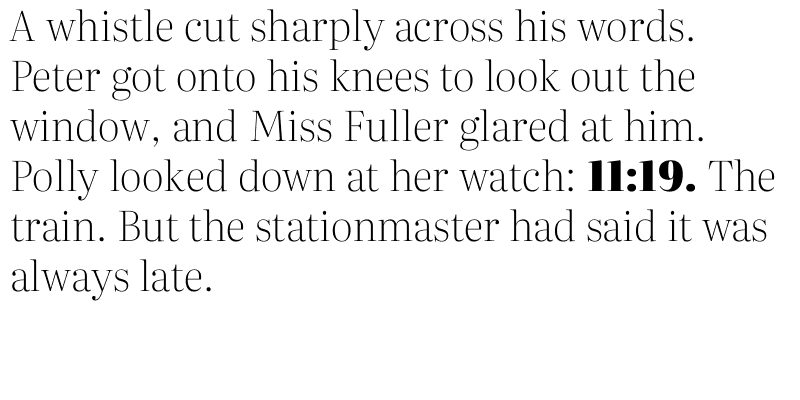 A whistle cut sharply across his words.
Peter got onto his knees to look out the
window, and Miss Fuller glared at him.
Polly looked down at her watch: 11:19. The
train. But the stationmaster had said it was
always late.